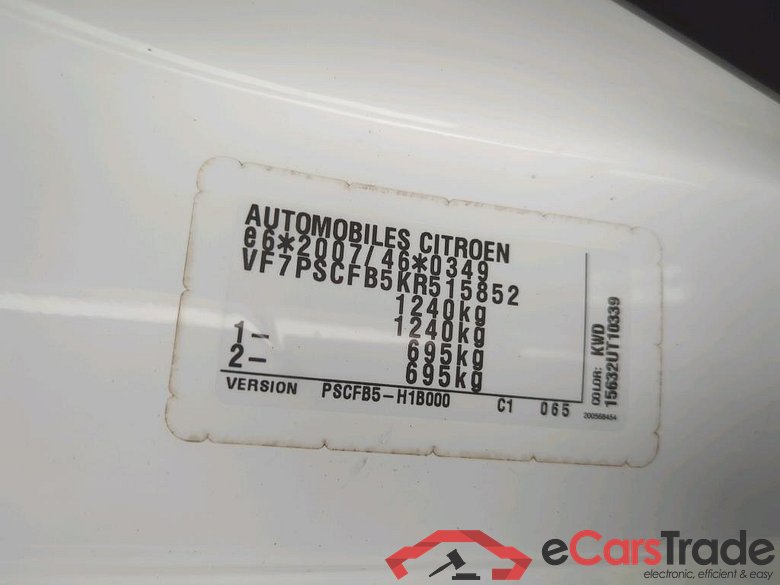 AUTOMOBILES CITROEN
e6*2007/46*0349
VF7PSCFB5KR515852
1240kg
1240kg
1- 695kg
2- 695kg
VERSION PSCFB5-H1B000 C1 065
COLOR: KWD
15632UT10339
200568454
eCarsTrade
electronic, efficient & easy